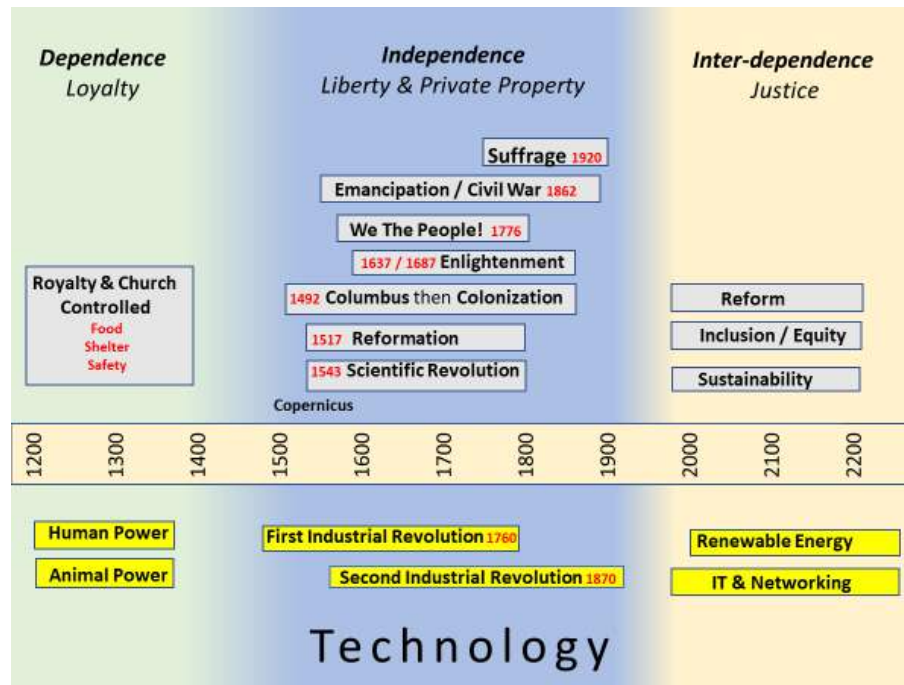 Dependence
Loyalty
Independence
Liberty & Private Property
Inter-dependence
Justice
Suffrage 1920
Emancipation / Civil War 1862
We The People! 1776
1637 / 1687 Enlightenment
1492 Columbus then Colonization
1517 Reformation
1543 Scientific Revolution
Copernicus
Royalty & Church
Controlled
Food
Shelter
Safety
Reform
Inclusion / Equity
Sustainability
1200 1300 1400 1500 1600 1700 1800 1900 2000 2100 2200
Human Power
Animal Power
First Industrial Revolution 1760
Second Industrial Revolution 1870
Renewable Energy
IT & Networking
Technology